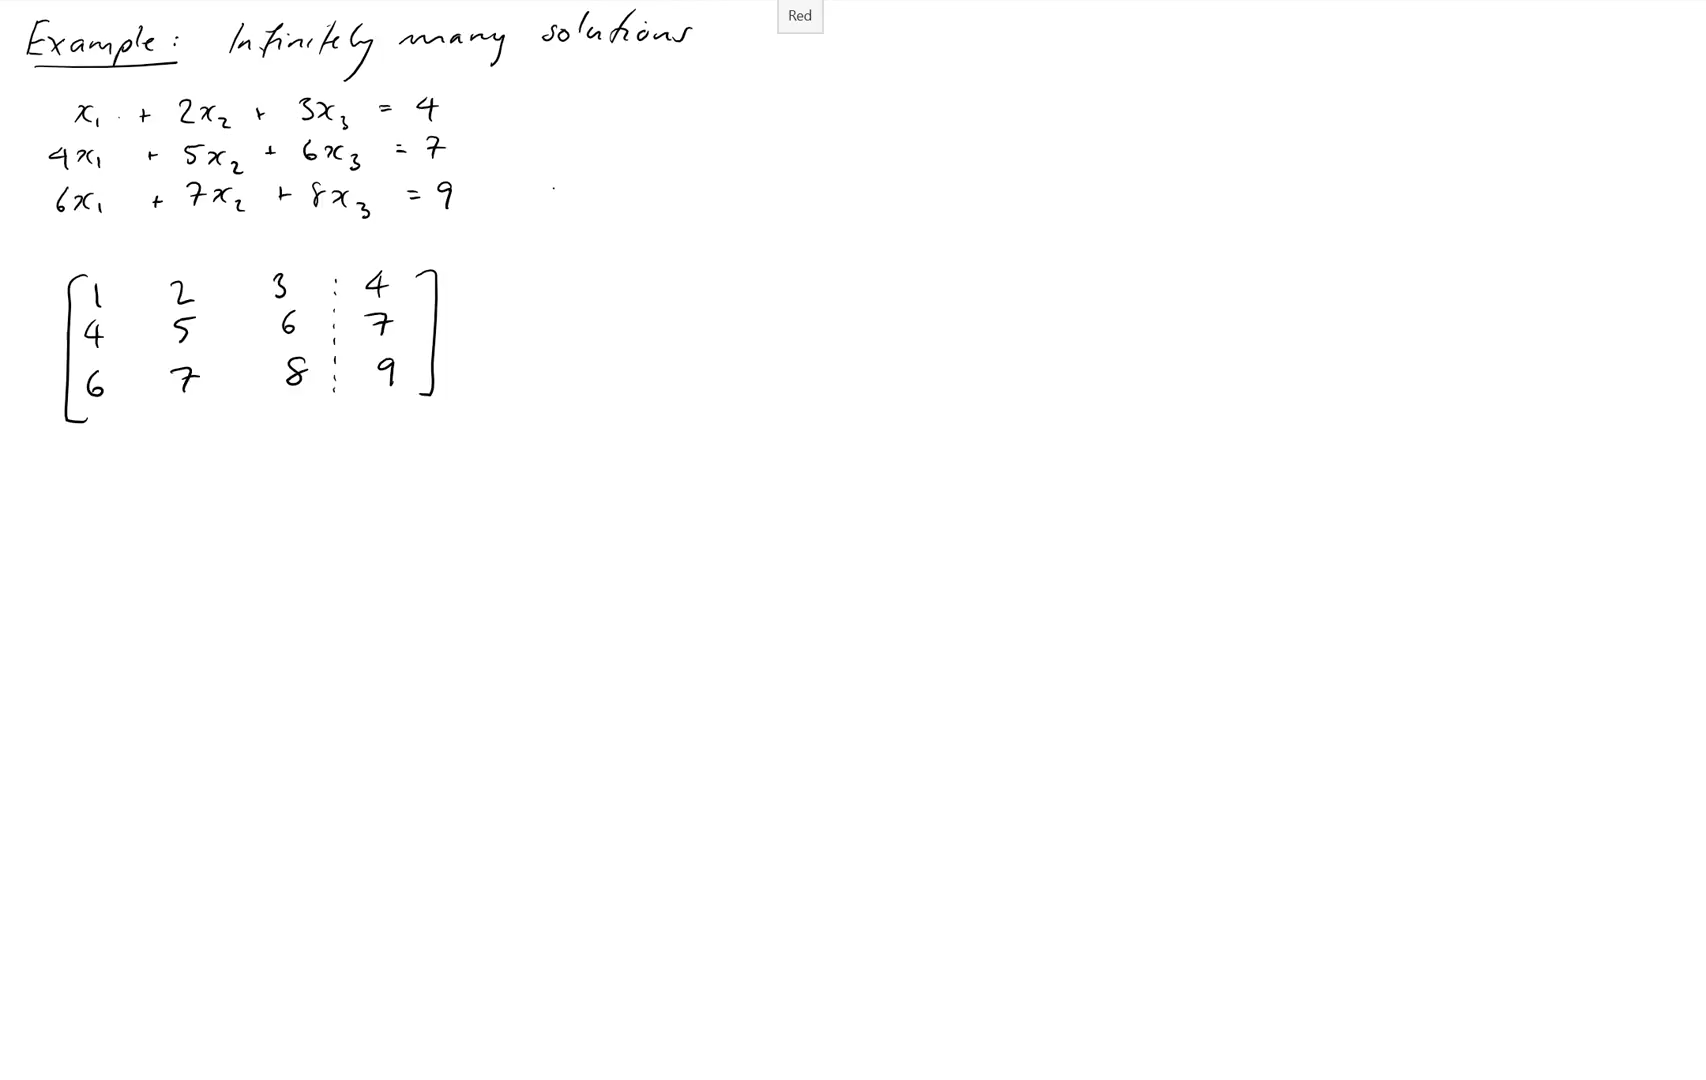 Red
Example: Infinitely many solutions
x₁ + 2x₂ + 3x₃ = 4
4x₁ + 5x₂ + 6x₃ = 7
6x₁ + 7x₂ + 8x₃ = 9
1 2 3 ⋮ 4
4 5 6 ⋮ 7
6 7 8 ⋮ 9